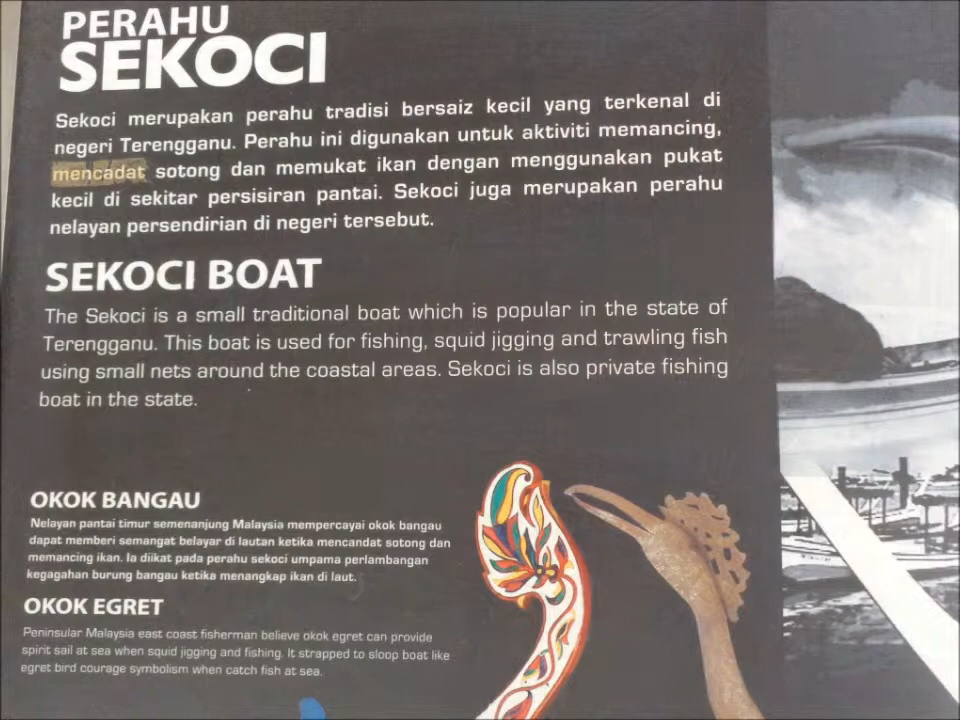 PERAHU
SEKOCI
Sekoci merupakan perahu tradisi bersaiz kecil yang terkenal di
negeri Terengganu. Perahu ini digunakan untuk aktiviti memancing,
mencadat sotong dan memukat ikan dengan menggunakan pukat
kecil di sekitar persisiran pantai. Sekoci juga merupakan perahu
nelayan persendirian di negeri tersebut.
SEKOCI BOAT
The Sekoci is a small traditional boat which is popular in the state of
Terengganu. This boat is used for fishing, squid jigging and trawling fish
using small nets around the coastal areas. Sekoci is also private fishing
boat in the state.
OKOK BANGAU
Nelayan pantai timur semenanjung Malaysia mempercayai okok bangau
dapat memberi semangat belayar di lautan ketika mencandat sotong dan
memancing ikan. Ia diikat pada perahu sekoci umpama perlambangan
kegagahan burung bangau ketika menangkap ikan di laut.
OKOK EGRET
Peninsular Malaysia east coast fisherman believe okok egret can provide
spirit sail at sea when squid jigging and fishing. It strapped to sloop boat like
egret bird courage symbolism when catch fish at sea.